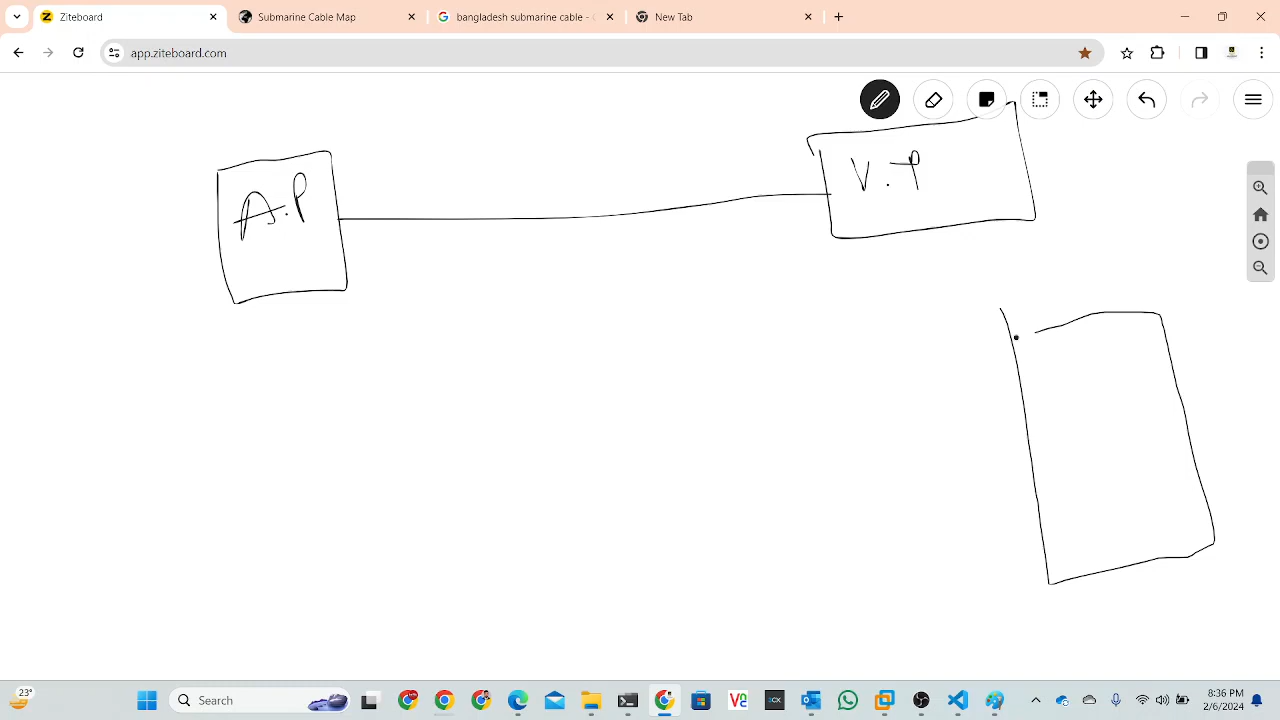 Ziteboard
Submarine Cable Map
bangladesh submarine cable - 
New Tab
app.ziteboard.com
A.P
V.P
23°
Search
8:36 PM
2/6/2024